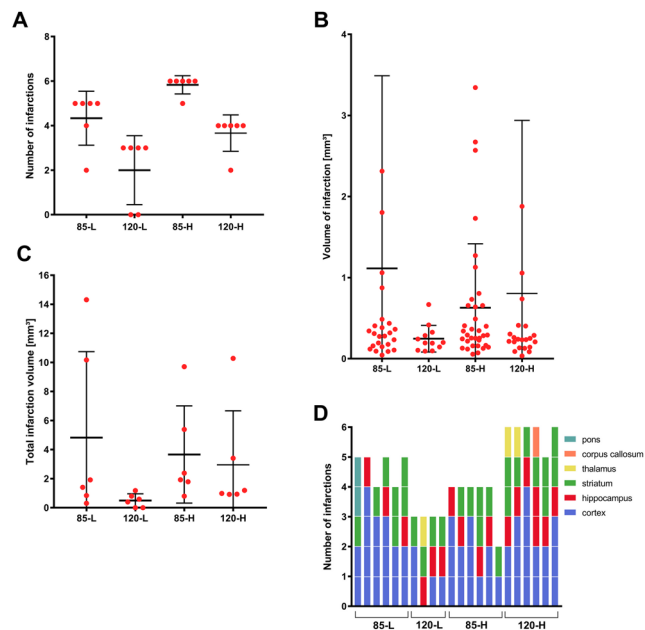 A
Number of infarctions
8
6
4
2
0
85-L 120-L 85-H 120-H
B
Volume of infarction [mm³]
4
3
2
1
0
85-L 120-L 85-H 120-H
C
Total infarction volume [mm³]
16
14
12
10
8
6
4
2
0
85-L 120-L 85-H 120-H
D
Number of infarctions
6
5
4
3
2
1
0
85-L 120-L 85-H 120-H
pons
corpus callosum
thalamus
striatum
hippocampus
cortex